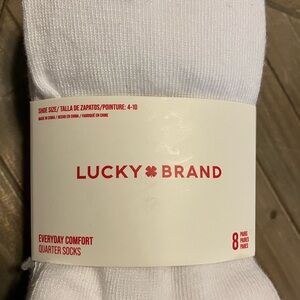 SHOE SIZE/ TALLA DE ZAPATOS/POINTURE: 4-10
MADE IN CHINA / HECHO EN CHINA / FABRIQUÉ EN CHINE
LUCKY BRAND
EVERYDAY COMFORT
QUARTER SOCKS
8 PAIRS
PARES
PAIRES